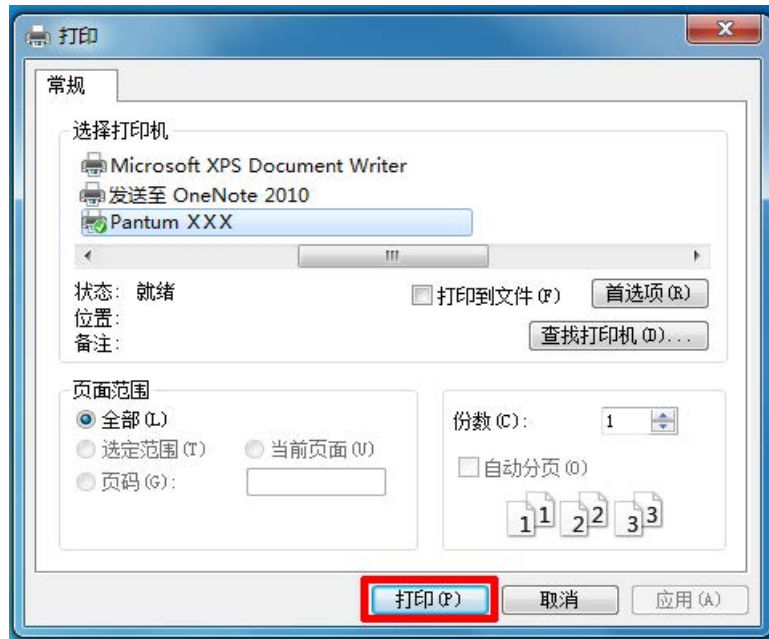 打印
常规
选择打印机
Microsoft XPS Document Writer
发送至 OneNote 2010
Pantum XXX
状态: 就绪
打印到文件(F) 首选项(R)
位置:
备注:
查找打印机(D)...
页面范围
全部(L)
选定范围(T) 当前页面(U)
页码(G):
份数(C): 1
自动分页(O)
1 1 2 2 3 3
打印(P) 取消 应用(A)